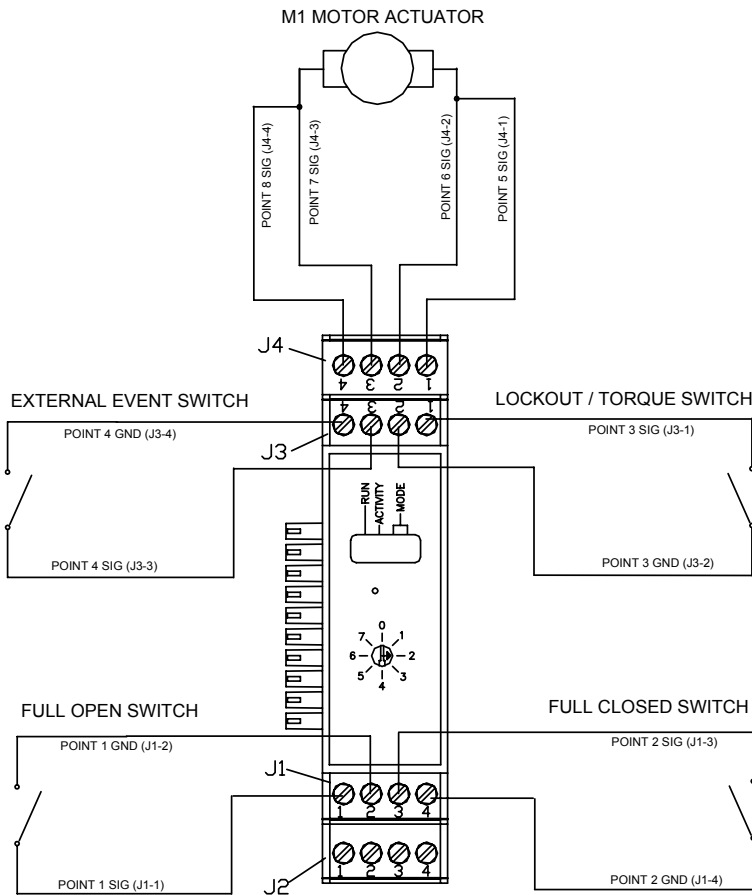 M1 MOTOR ACTUATOR
POINT 8 SIG (J4-4)
POINT 7 SIG (J4-3)
POINT 6 SIG (J4-2)
POINT 5 SIG (J4-1)
J4
4 3 2 1
EXTERNAL EVENT SWITCH
LOCKOUT / TORQUE SWITCH
4 3 2 1
POINT 4 GND (J3-4)
POINT 3 SIG (J3-1)
J3
RUN
ACTIVITY
MODE
POINT 4 SIG (J3-3)
POINT 3 GND (J3-2)
0
7 1
6 2
5 3
4
FULL OPEN SWITCH
FULL CLOSED SWITCH
POINT 1 GND (J1-2)
POINT 2 SIG (J1-3)
J1
1 2 3 4
POINT 1 SIG (J1-1)
POINT 2 GND (J1-4)
J2
1 2 3 4